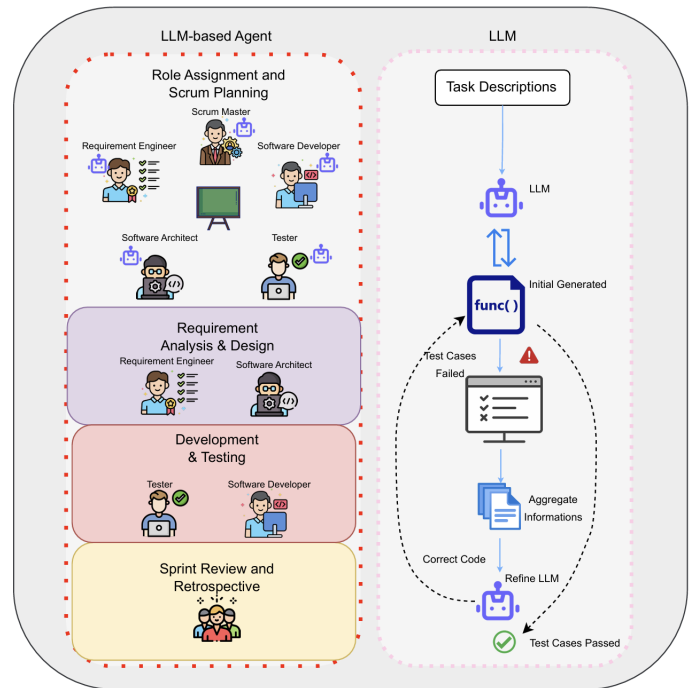 LLM-based Agent
LLM
Role Assignment and
Scrum Planning
Scrum Master
Requirement Engineer
Software Developer
Software Architect
Tester
Requirement
Analysis & Design
Requirement Engineer
Software Architect
Development
& Testing
Tester
Software Developer
Sprint Review and
Retrospective
Task Descriptions
LLM
Initial Generated
func( )
Test Cases
Failed
Aggregate
Informations
Correct Code
Refine LLM
Test Cases Passed